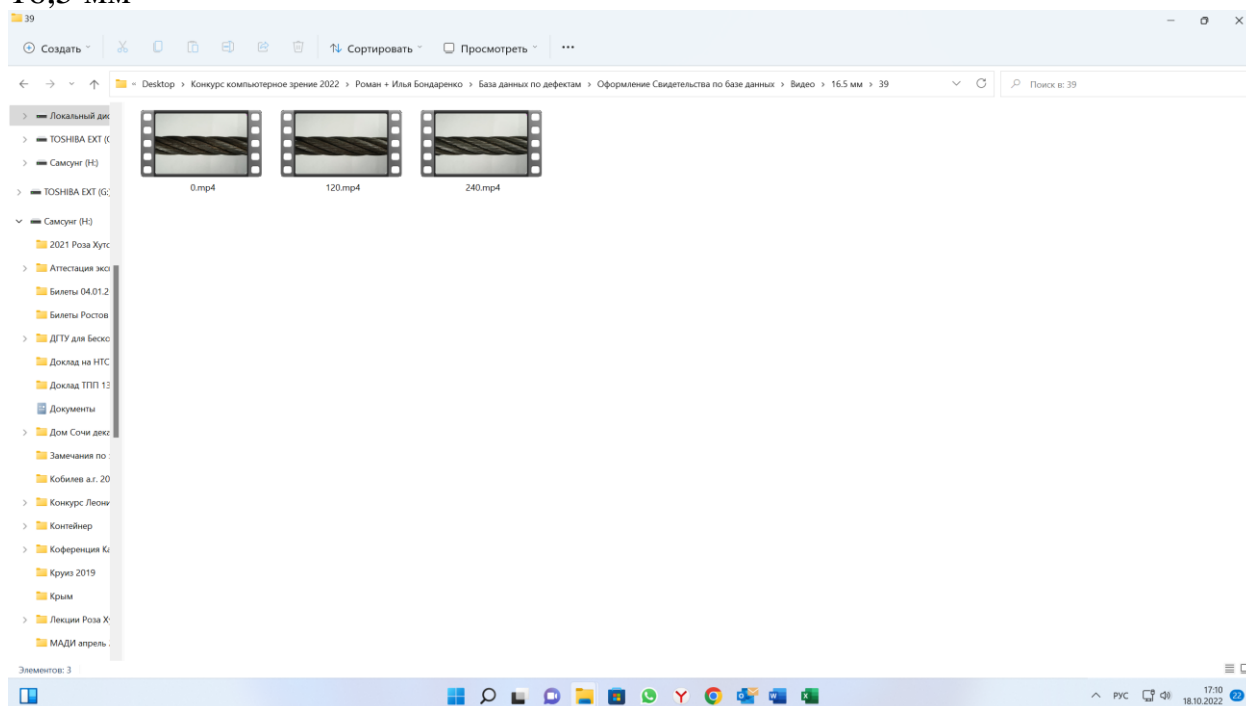 16,5 мм
39
Создать
Сортировать
Просмотреть
« Desktop > Конкурс компьютерное зрение 2022 > Роман + Илья Бондаренко > База данных по дефектам > Оформление Свидетельства по базе данных > Видео > 16.5 мм > 39
Поиск в: 39
Локальный дис
TOSHIBA EXT (
Самсунг (H:)
TOSHIBA EXT (G:
Самсунг (H:)
2021 Роза Хуто
Аттестация экс
Билеты 04.01.2
Билеты Ростов
ДГТУ для Беско
Доклад на НТС
Доклад ТПП 13
Документы
Дом Сочи дека
Замечания по
Кобилев а.г. 20
Конкурс Леони
Контейнер
Коференция Ка
Круиз 2019
Крым
Лекции Роза Х
МАДИ апрель
0.mp4
120.mp4
240.mp4
Элементов: 3
РУС
17:10
18.10.2022
22